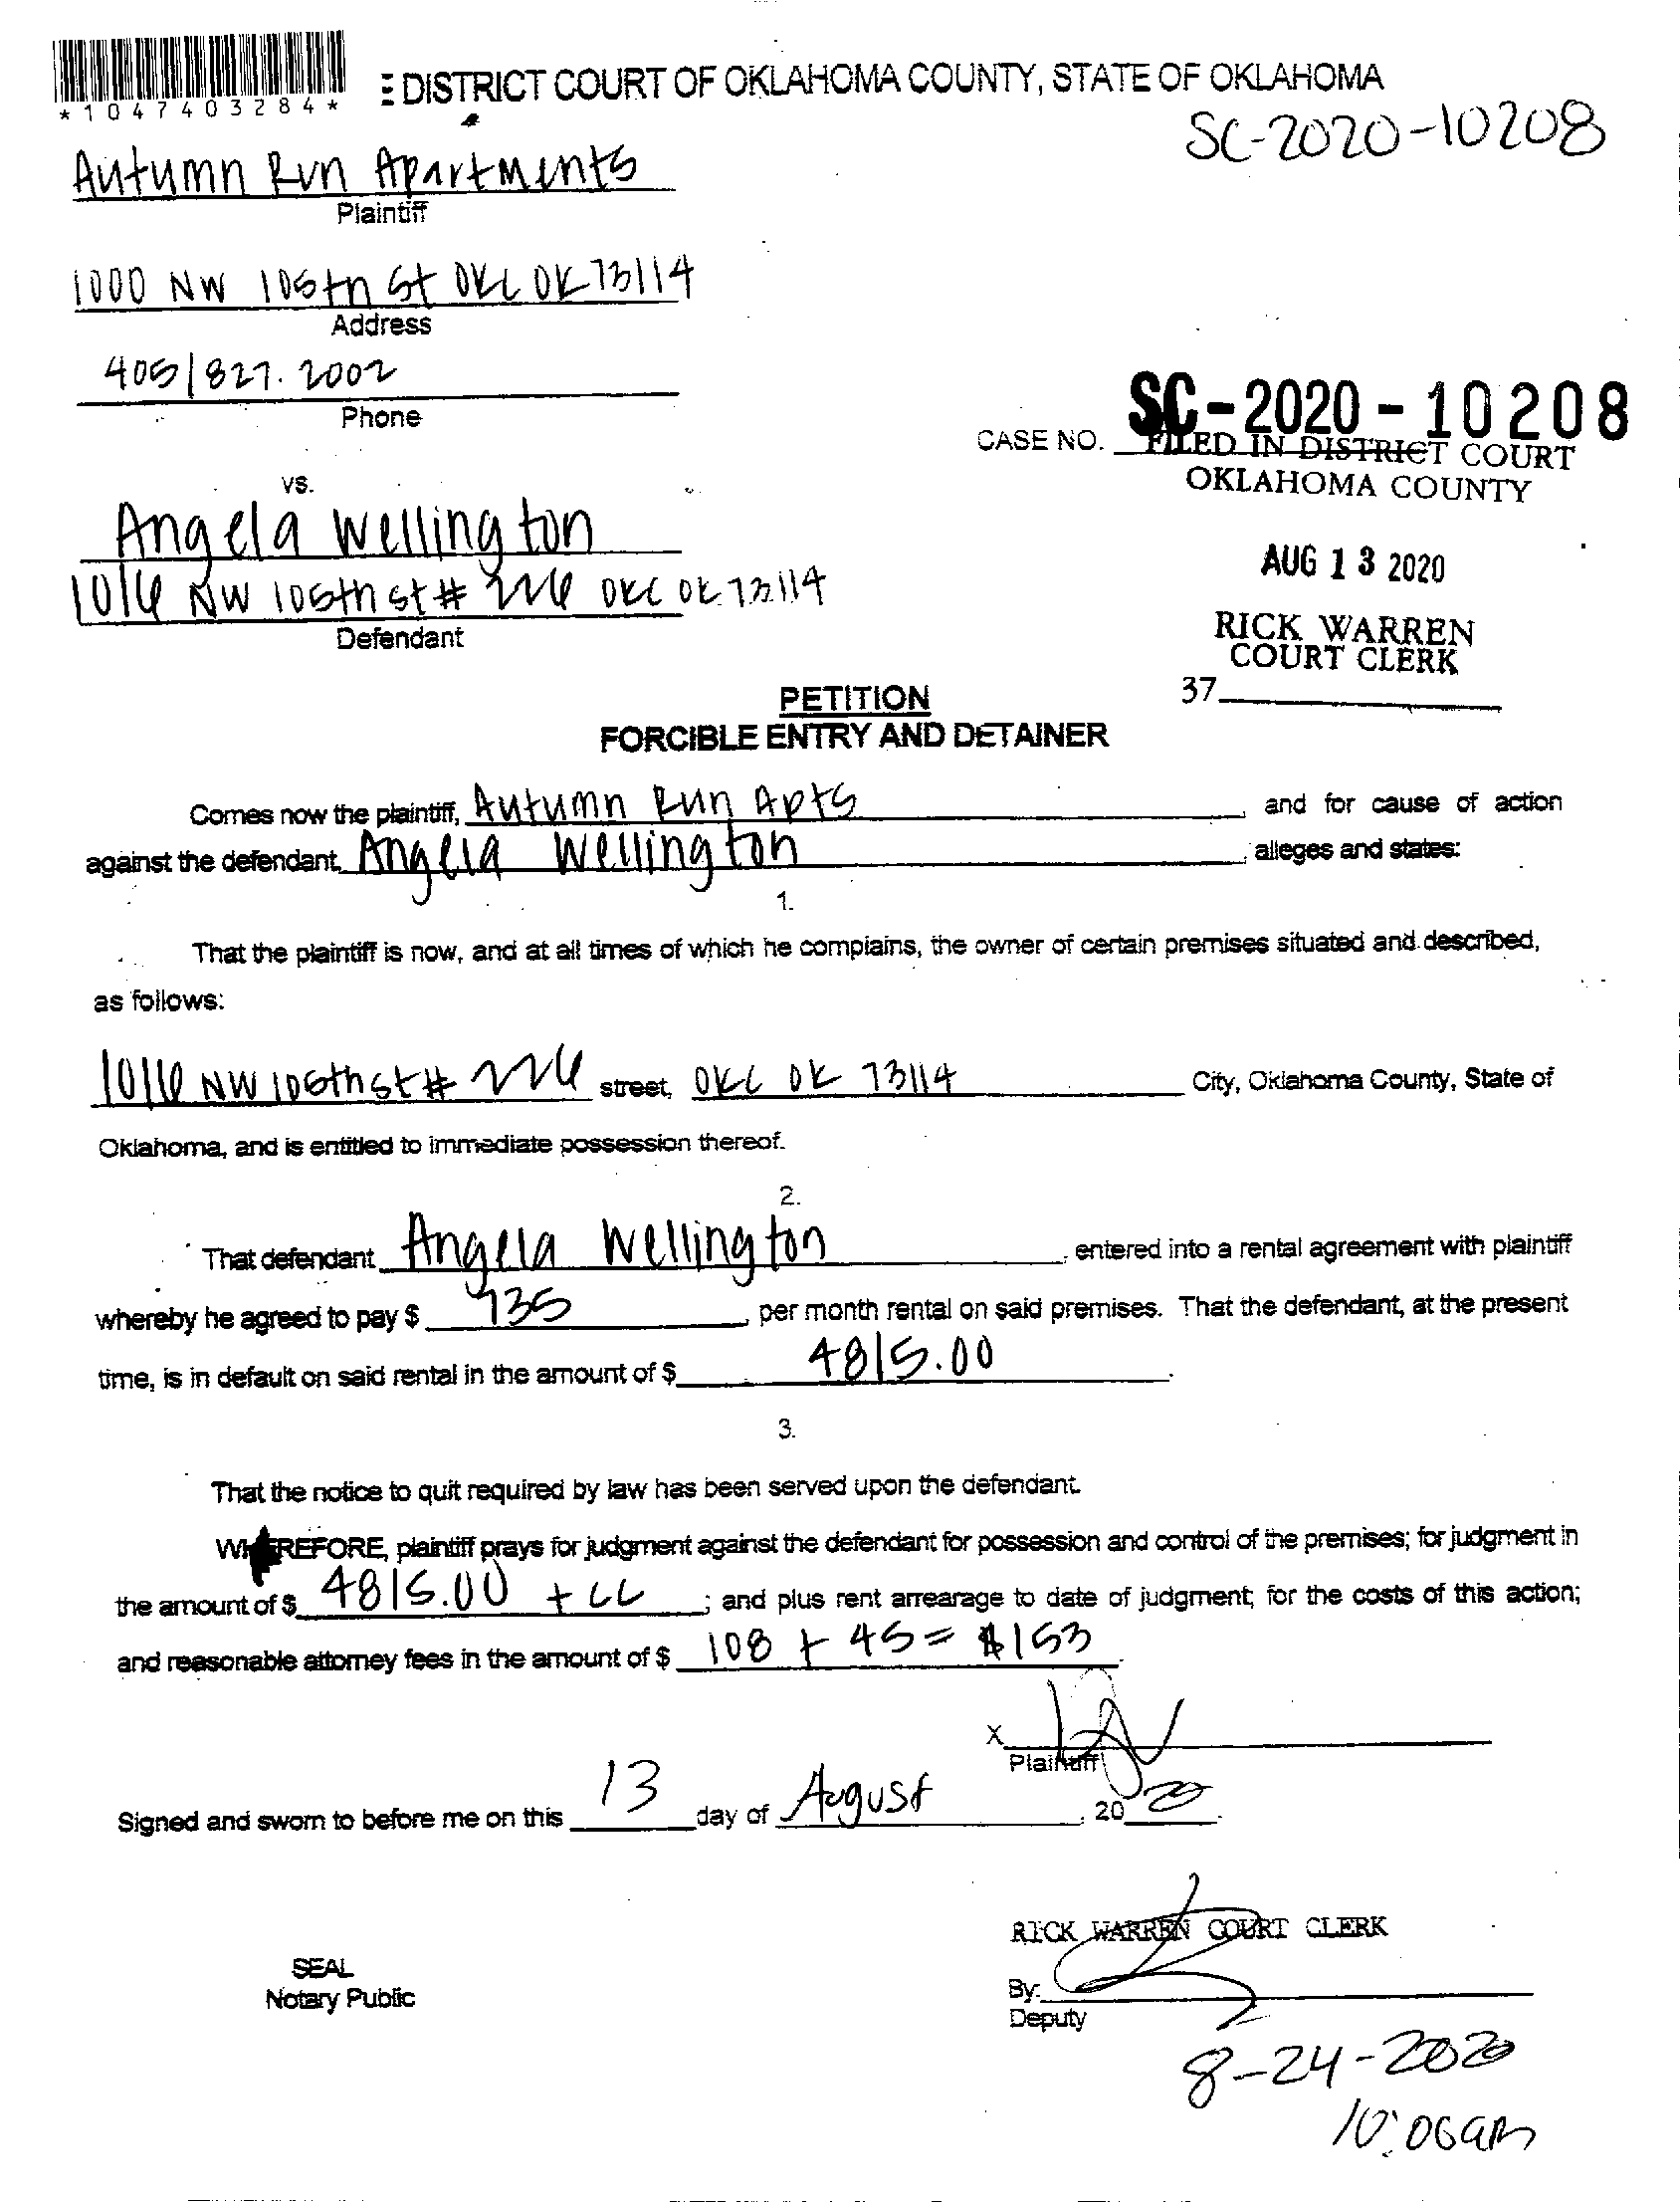 *1047403284*
E DISTRICT COURT OF OKLAHOMA COUNTY, STATE OF OKLAHOMA
SC-2020-10208
Autumn Run Apartments
Plaintiff
1000 NW 105th St OKC OK 73114
Address
405/827.2002
Phone
SC-2020-10208
CASE NO.
FILED IN DISTRICT COURT
OKLAHOMA COUNTY
vs.
Angela Wellington
AUG 13 2020
1016 NW 105th st # 226 OKC OK 73114
Defendant
RICK WARREN
COURT CLERK
37
PETITION
FORCIBLE ENTRY AND DETAINER
Comes now the plaintiff, Autumn Run Apts and for cause of action
against the defendant, Angela Wellington, alleges and states:
1.
That the plaintiff is now, and at all times of which he complains, the owner of certain premises situated and described,
as follows:
1016 NW 105th st # 226 street, OKC OK 73114 City, Oklahoma County, State of
Oklahoma, and is entitled to immediate possession thereof.
2.
That defendant Angela Wellington, entered into a rental agreement with plaintiff
whereby he agreed to pay $ 735, per month rental on said premises. That the defendant, at the present
time, is in default on said rental in the amount of $ 4815.00.
3.
That the notice to quit required by law has been served upon the defendant.
WHEREFORE, plaintiff prays for judgment against the defendant for possession and control of the premises; for judgment in
the amount of $ 4815.00 + CC; and plus rent arrearage to date of judgment; for the costs of this action;
and reasonable attorney fees in the amount of $ 108 + 45 = $153.
X
Plaintiff
Signed and sworn to before me on this 13 day of August, 2020.
RICK WARREN COURT CLERK
SEAL
Notary Public
By:
Deputy
8-24-2020
10:06am